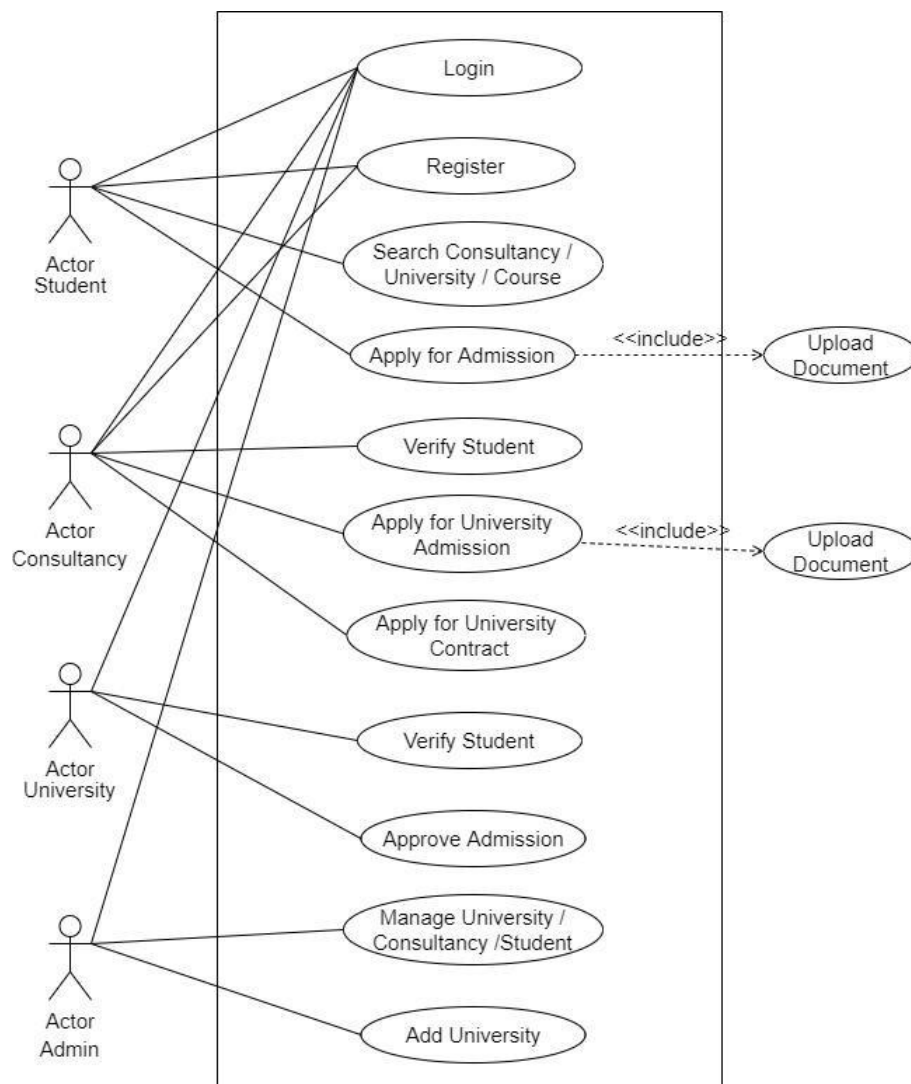 Login
Register
Actor
Student
Search Consultancy /
University / Course
Apply for Admission
<<include>>
Upload
Document
Verify Student
Actor
Consultancy
Apply for University
Admission
<<include>>
Upload
Document
Apply for University
Contract
Verify Student
Actor
University
Approve Admission
Manage University /
Consultancy /Student
Actor
Admin
Add University